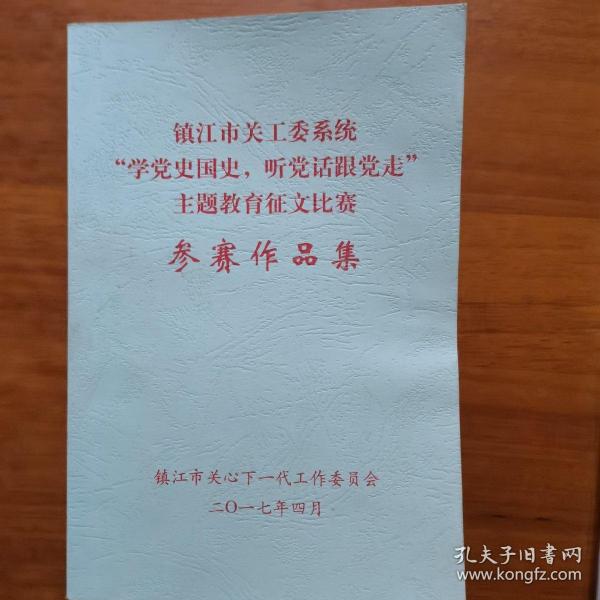 镇江市关工委系统
“学党史国史，听党话跟党走”
主题教育征文比赛
参赛作品集
镇江市关心下一代工作委员会
二〇一七年四月
孔夫子旧书网
www.kongfz.com